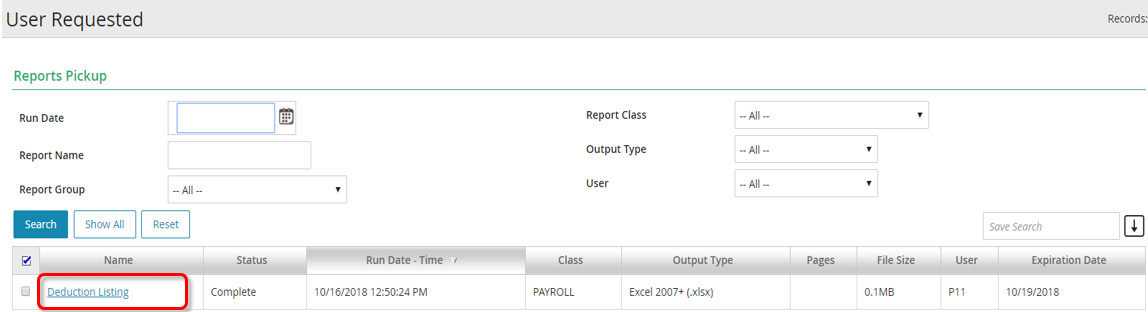 User Requested
Records:
Reports Pickup
Run Date
Report Class
-- All --
Report Name
Output Type
-- All --
Report Group
-- All --
User
-- All --
Search Show All Reset
Save Search
Name Status Run Date - Time Class Output Type Pages File Size User Expiration Date
Deduction Listing Complete 10/16/2018 12:50:24 PM PAYROLL Excel 2007+ (.xlsx) 0.1MB P11 10/19/2018